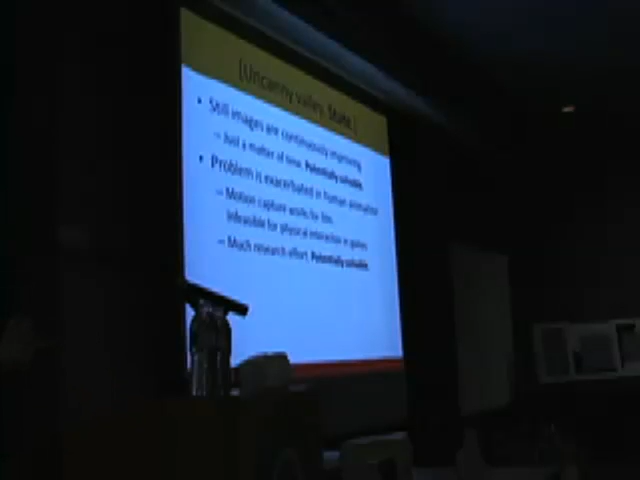 [Uncanny valley. State.]
• Still images are continuously improving
– Just a matter of time. Potentially solvable.
• Problem is exacerbated in human animation
– Motion capture works for film.
Infeasible for physical interaction in games
– Much research effort. Potentially solvable.